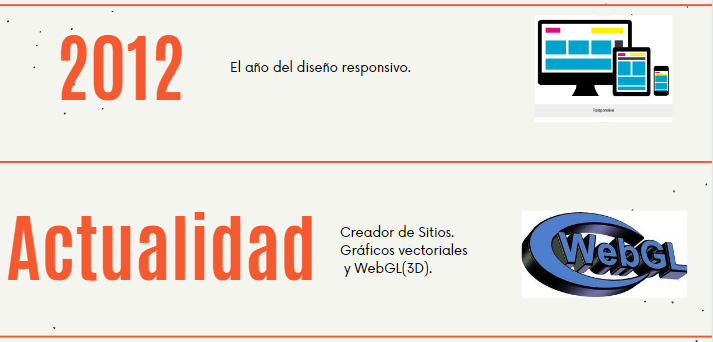 2012
El año del diseño responsivo.
Responsive
Actualidad
Creador de Sitios.
Gráficos vectoriales
y WebGL(3D).
WebGL